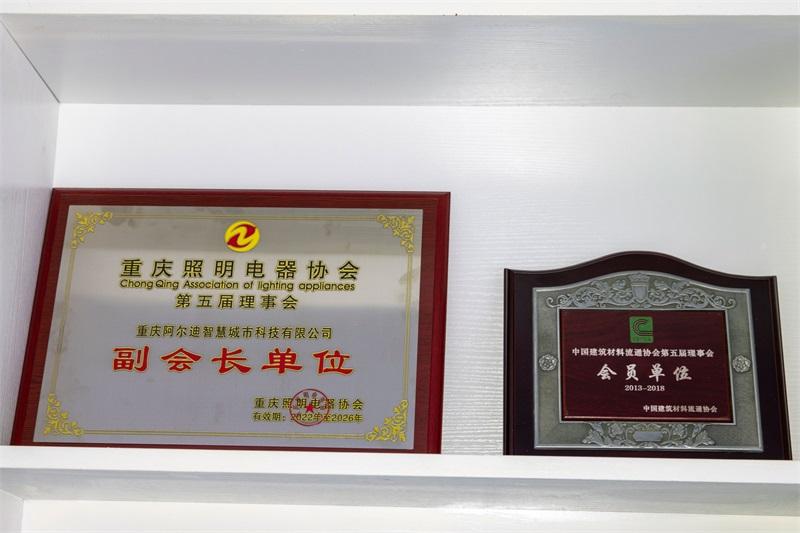 重庆照明电器协会
ChongQing Association of lighting appliances
第五届理事会
重庆阿尔迪智慧城市科技有限公司
副会长单位
重庆照明电器协会
有效期：2022年至2026年
中国建筑材料流通协会第五届理事会
会员单位
2013-2018
中国建筑材料流通协会